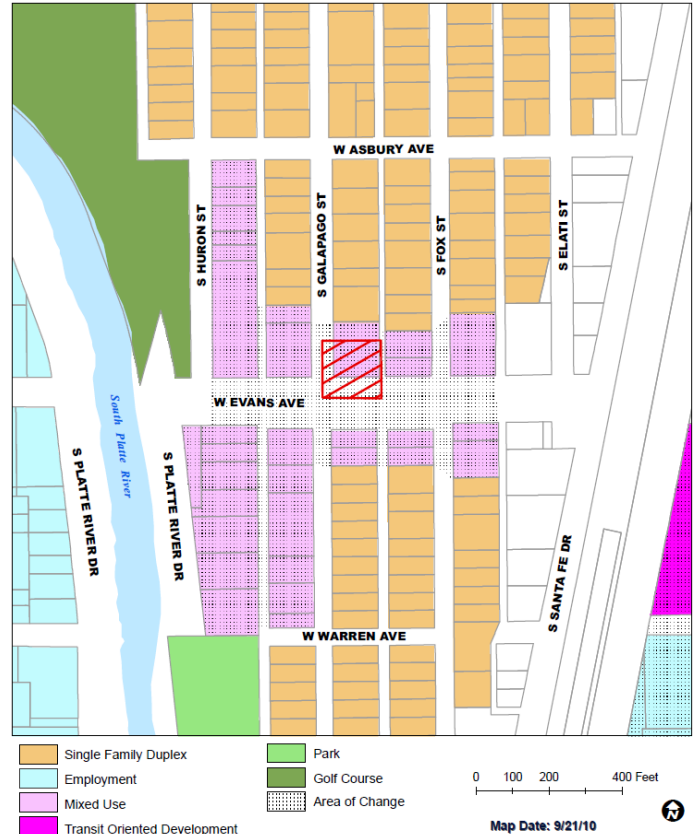 W ASBURY AVE
S HURON ST
S GALAPAGO ST
S FOX ST
S ELATI ST
W EVANS AVE
South Platte River
S PLATTE RIVER DR
S PLATTE RIVER DR
S SANTA FE DR
W WARREN AVE
Single Family Duplex
Employment
Mixed Use
Transit Oriented Development
Park
Golf Course
Area of Change
0 100 200 400 Feet
N
Map Date: 9/21/10